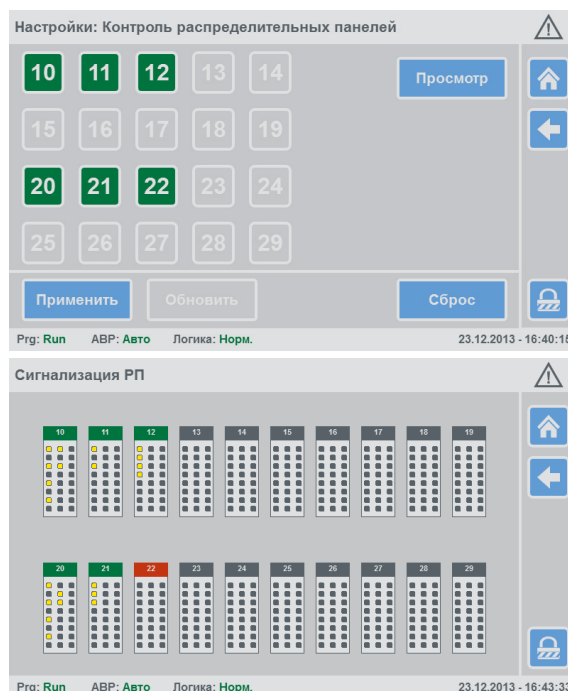 Настройки: Контроль распределительных панелей
10 11 12 13 14
Просмотр
15 16 17 18 19
20 21 22 23 24
25 26 27 28 29
Применить Обновить Сброс
Prg: Run АВР: Авто Логика: Норм. 23.12.2013 - 16:40:15
Сигнализация РП
10 11 12 13 14 15 16 17 18 19
20 21 22 23 24 25 26 27 28 29
Prg: Run АВР: Авто Логика: Норм. 23.12.2013 - 16:43:33